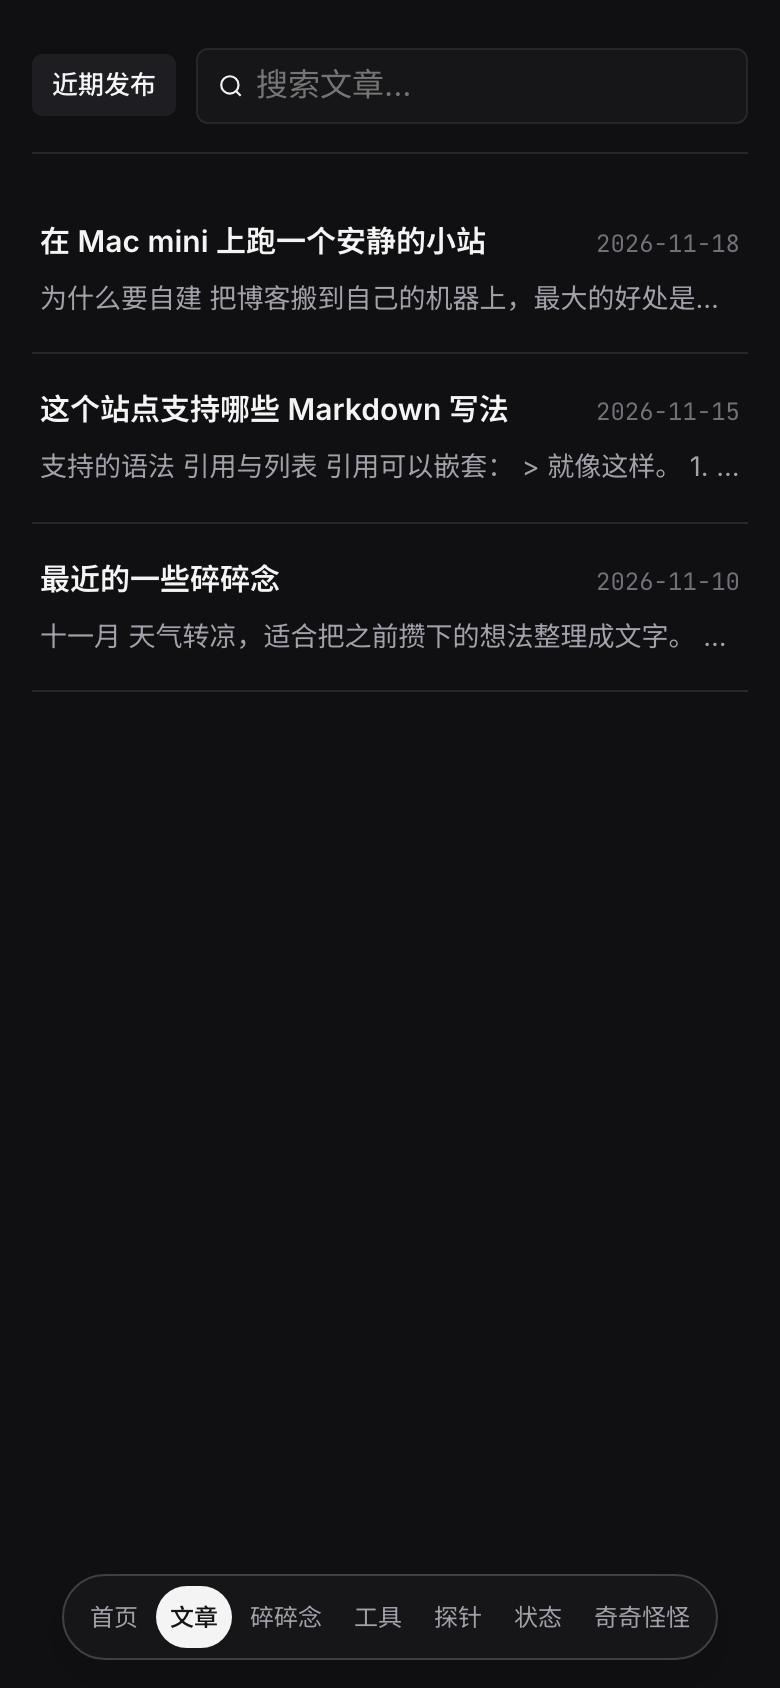 近期发布
搜索文章...
在 Mac mini 上跑一个安静的小站 2026-11-18
为什么要自建 把博客搬到自己的机器上，最大的好处是...
这个站点支持哪些 Markdown 写法 2026-11-15
支持的语法 引用与列表 引用可以嵌套： > 就像这样。 1. ...
最近的一些碎碎念 2026-11-10
十一月 天气转凉，适合把之前攒下的想法整理成文字。 ...
首页 文章 碎碎念 工具 探针 状态 奇奇怪怪